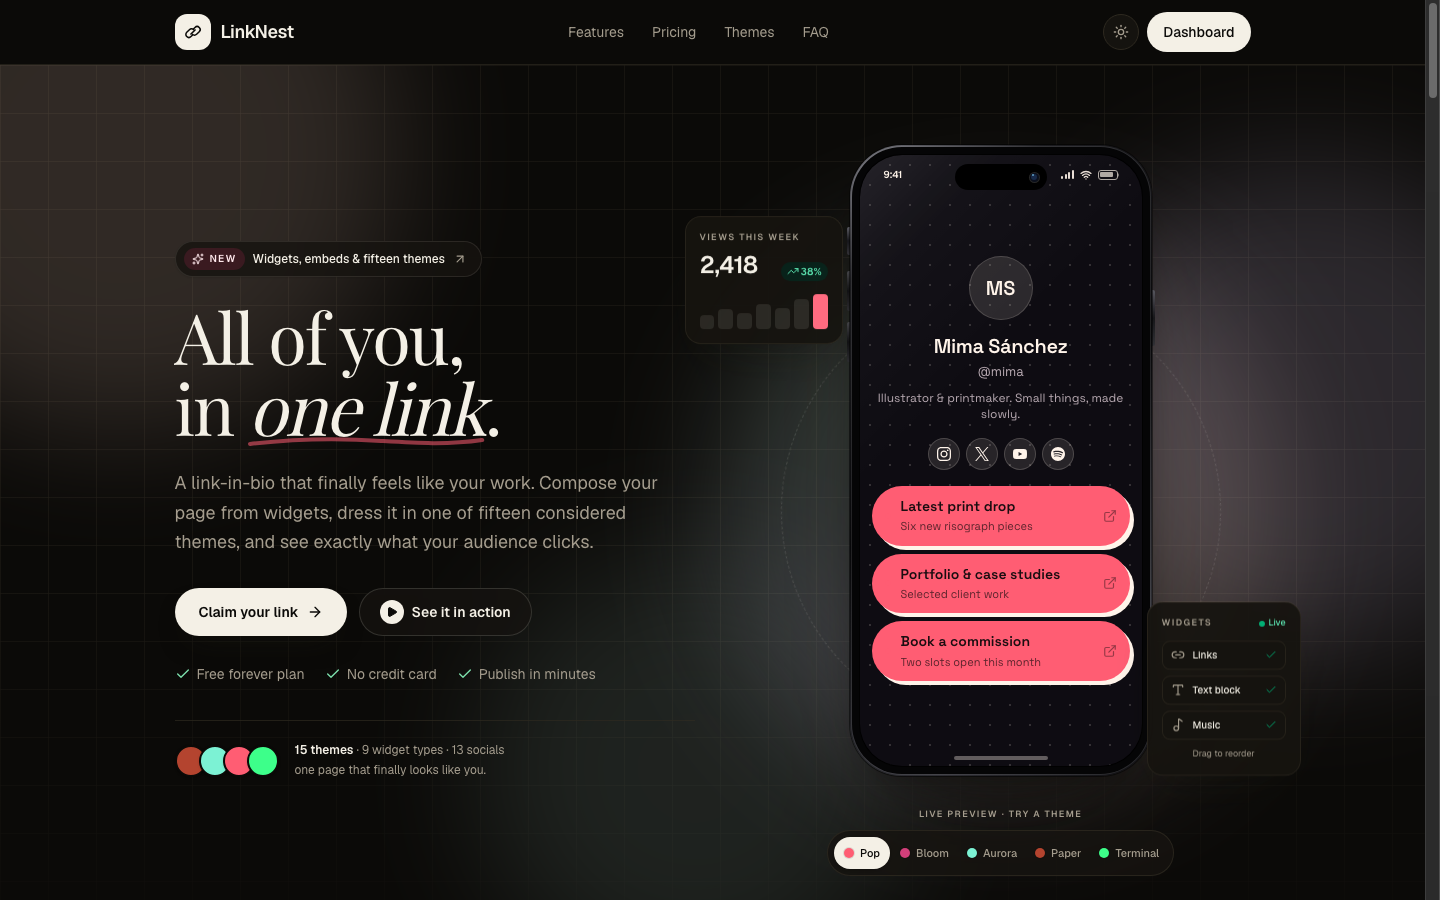 LinkNest
Features
Pricing
Themes
FAQ
Dashboard
NEW
Widgets, embeds & fifteen themes
All of you,
in one link.
A link-in-bio that finally feels like your work. Compose your
page from widgets, dress it in one of fifteen considered
themes, and see exactly what your audience clicks.
Claim your link
See it in action
Free forever plan
No credit card
Publish in minutes
15 themes · 9 widget types · 13 socials
one page that finally looks like you.
VIEWS THIS WEEK
2,418
38%
9:41
MS
Mima Sánchez
@mima
Illustrator & printmaker. Small things, made
slowly.
Latest print drop
Six new risograph pieces
Portfolio & case studies
Selected client work
Book a commission
Two slots open this month
WIDGETS
Live
Links
Text block
Music
Drag to reorder
LIVE PREVIEW · TRY A THEME
Pop
Bloom
Aurora
Paper
Terminal